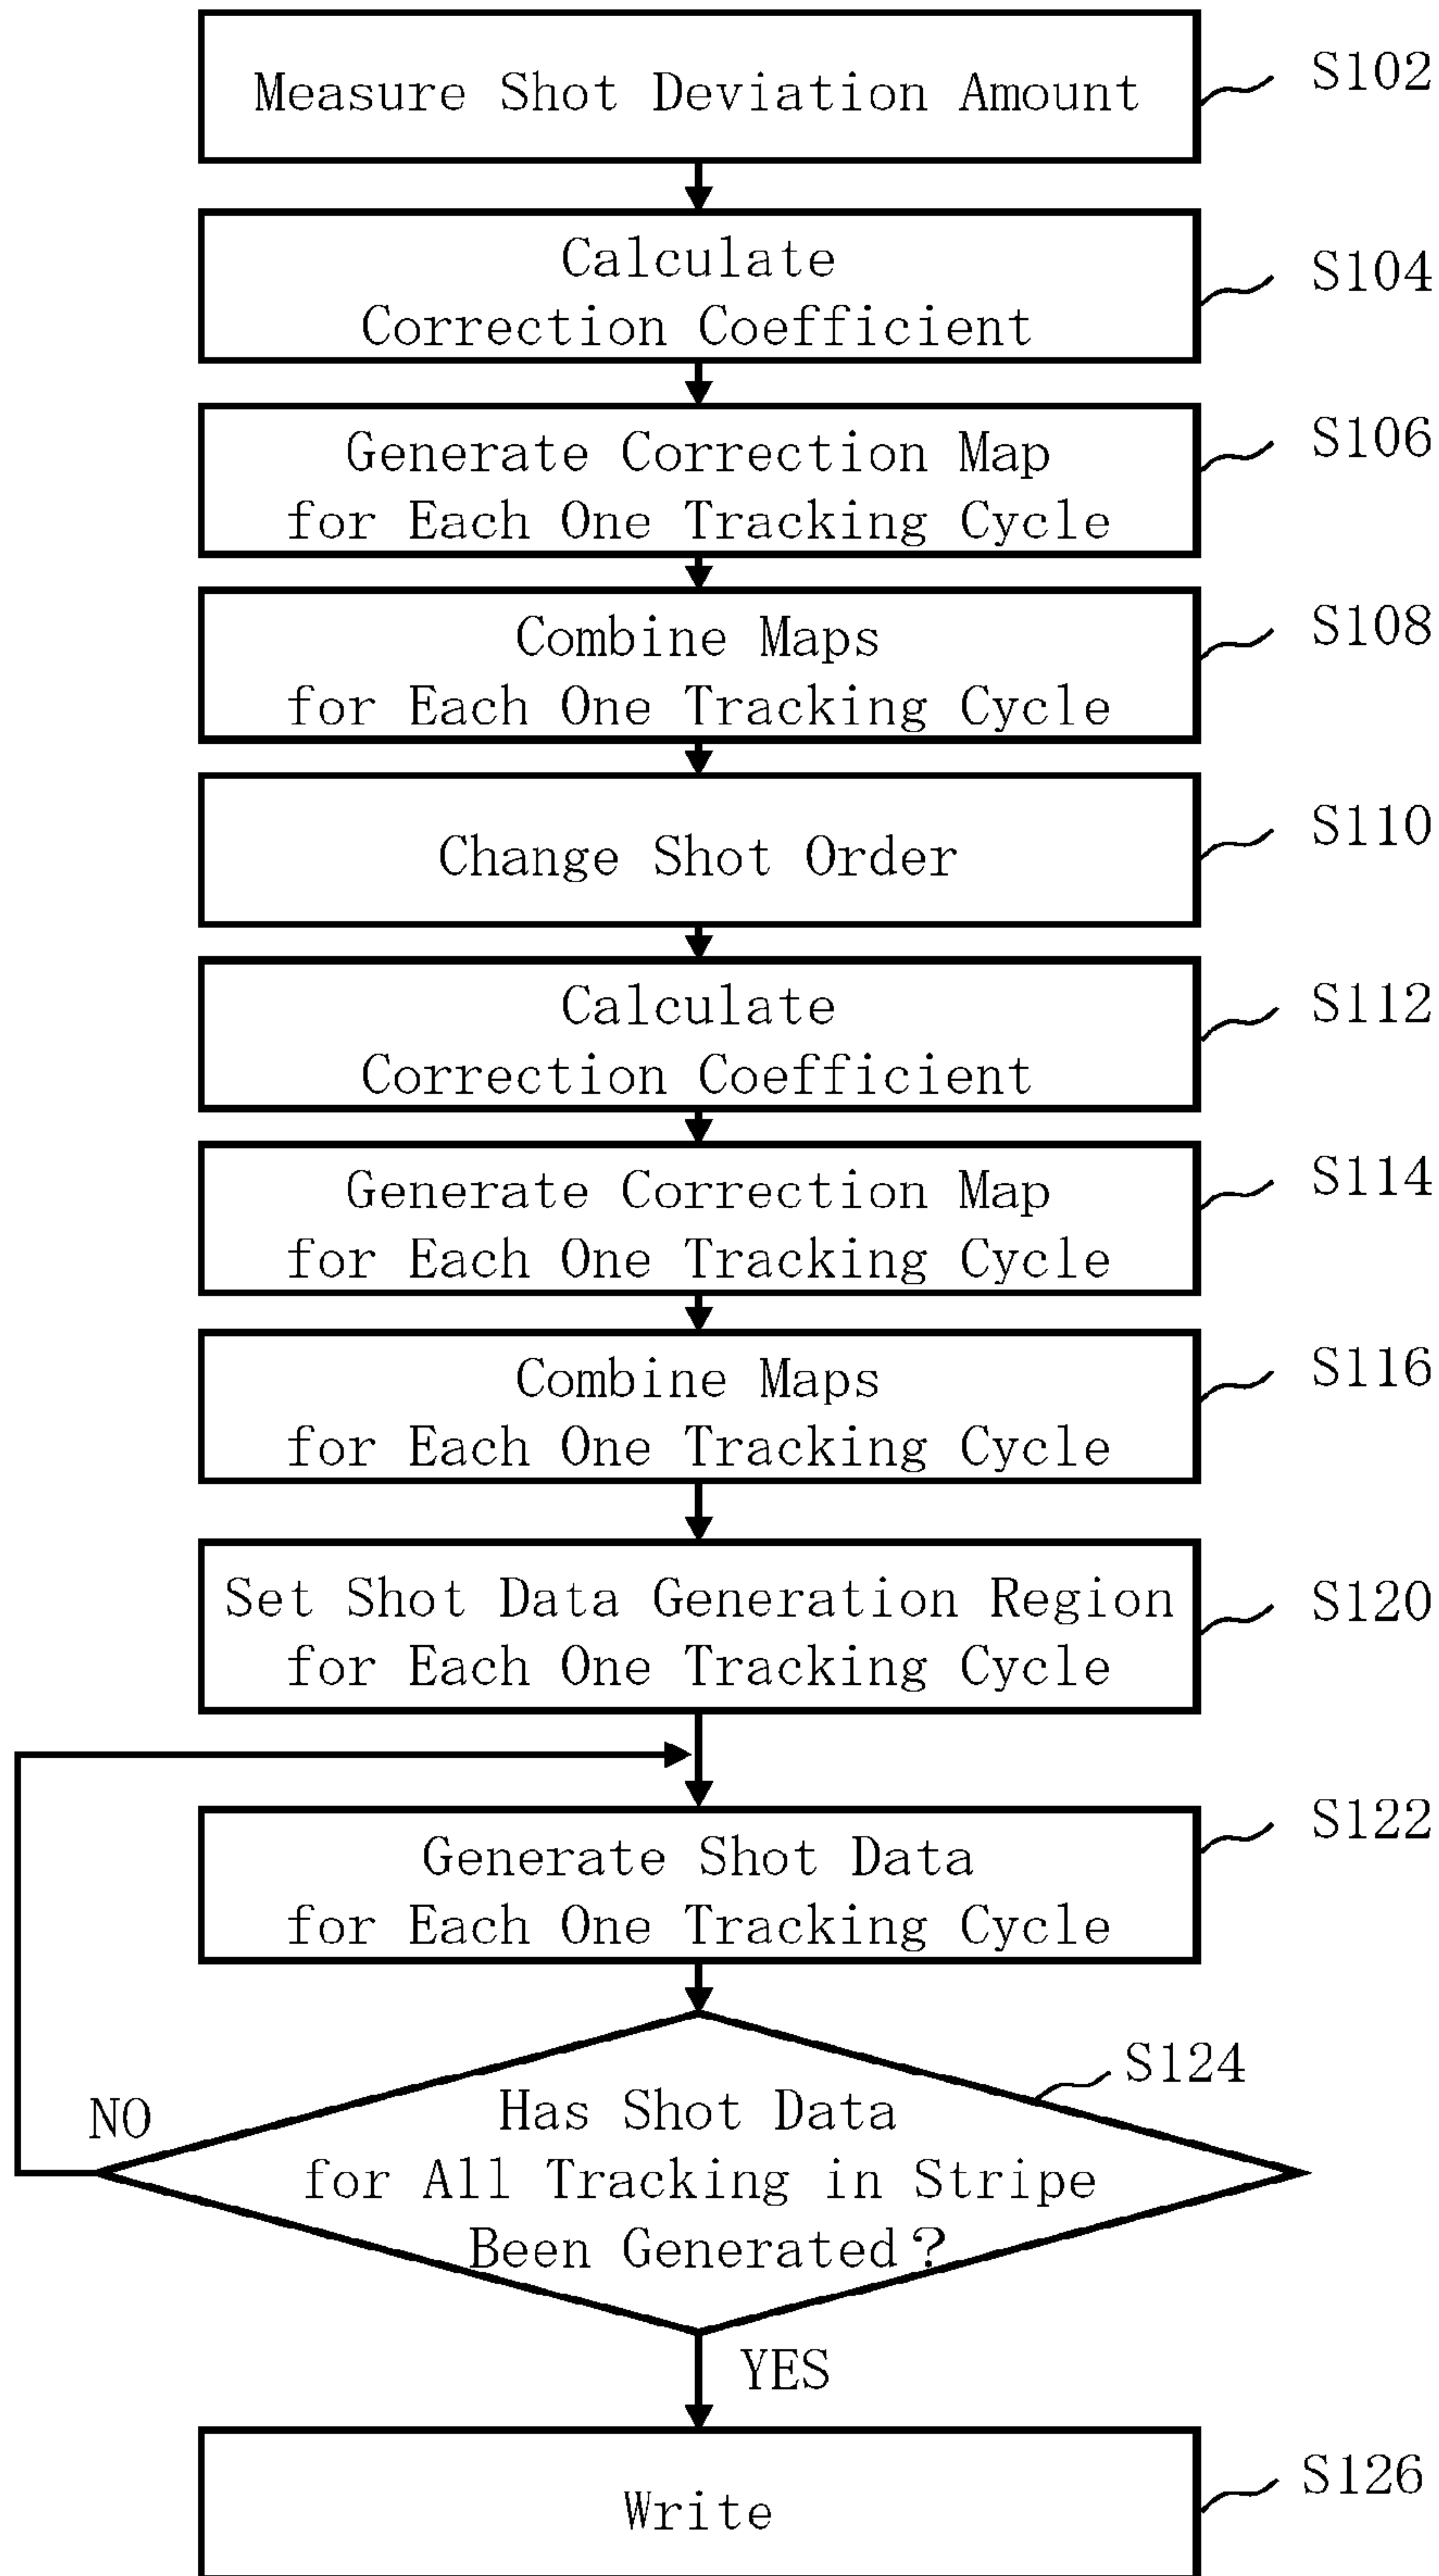 Measure Shot Deviation Amount
S102
Calculate
Correction Coefficient
S104
Generate Correction Map
for Each One Tracking Cycle
S106
Combine Maps
for Each One Tracking Cycle
S108
Change Shot Order
S110
Calculate
Correction Coefficient
S112
Generate Correction Map
for Each One Tracking Cycle
S114
Combine Maps
for Each One Tracking Cycle
S116
Set Shot Data Generation Region
for Each One Tracking Cycle
S120
Generate Shot Data
for Each One Tracking Cycle
S122
S124
NO
Has Shot Data
for All Tracking in Stripe
Been Generated?
YES
Write
S126